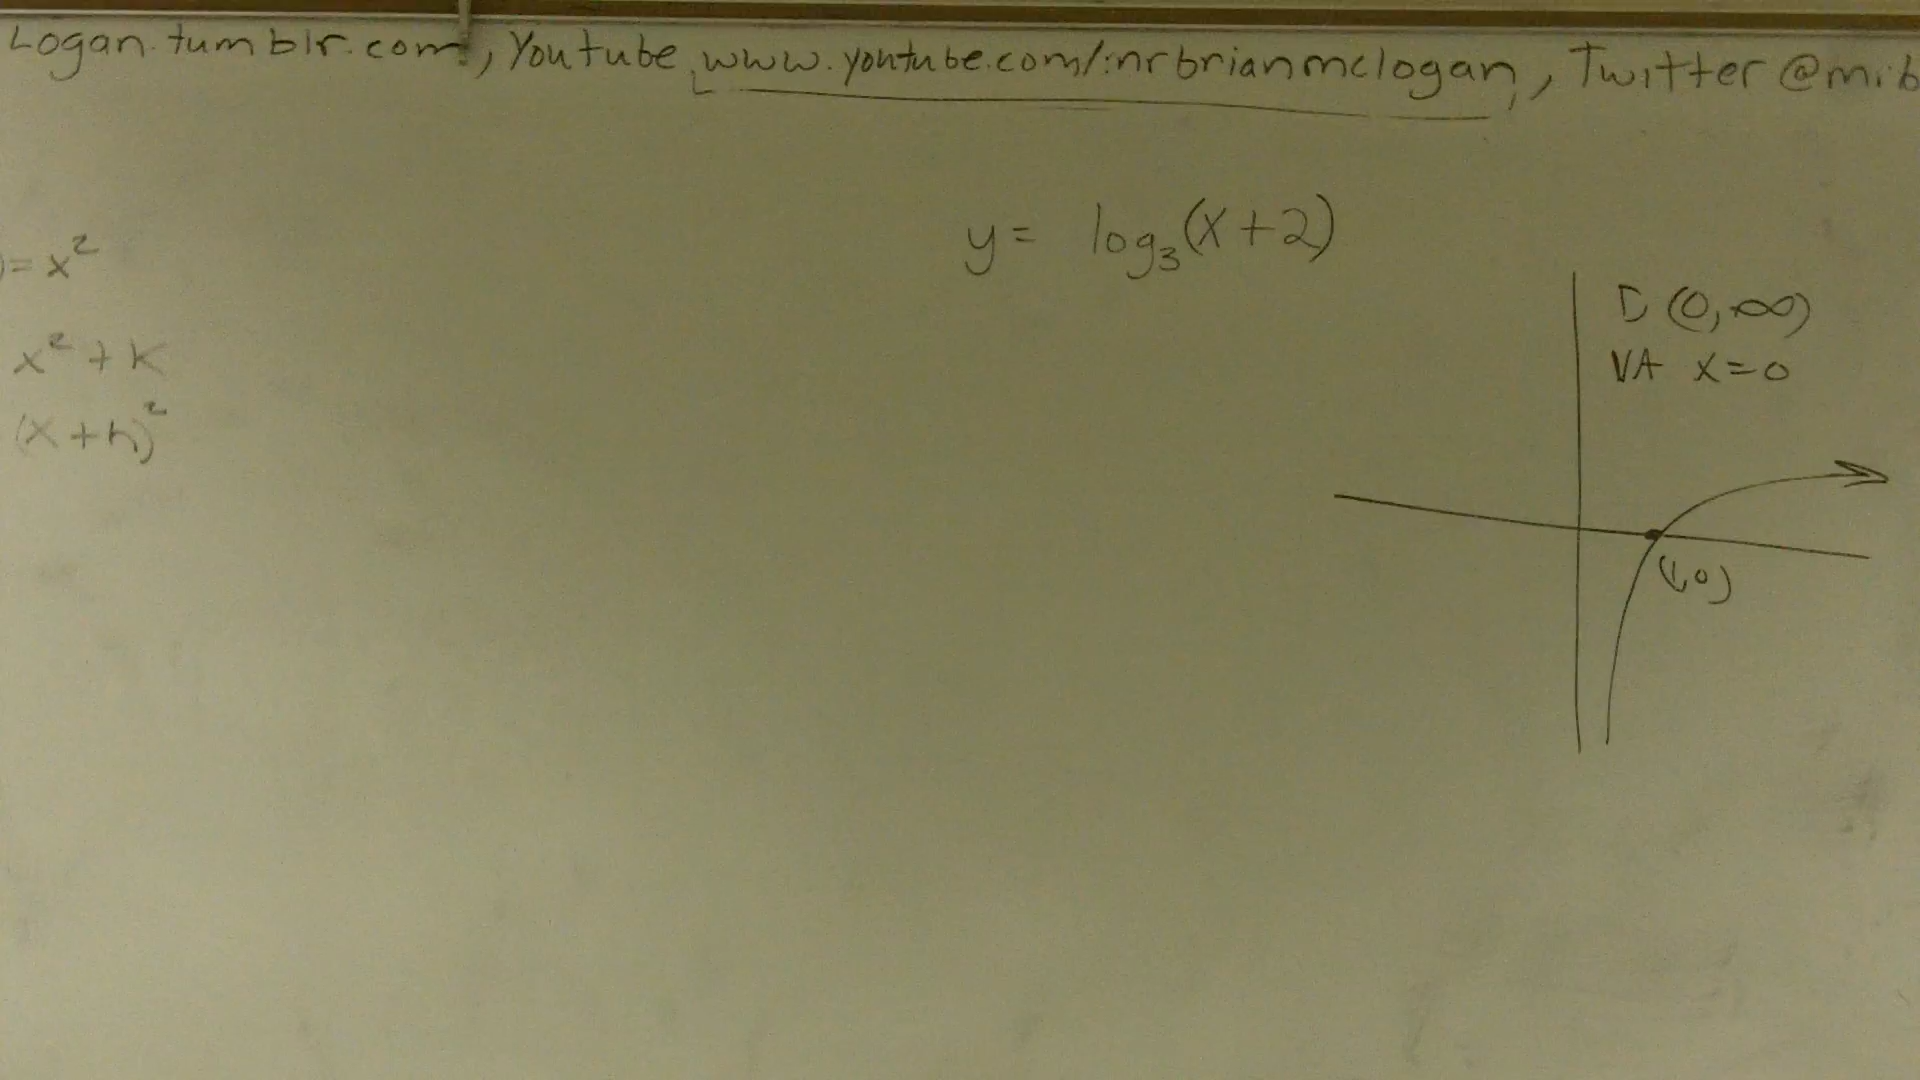 Logan.tumblr.com, Youtube www.youtube.com/mrbrianmclogan, Twitter @mrb
y = log₃(x+2)
) = x²
x² + k
(x+h)²
D (0, ∞)
VA x=0
(1,0)